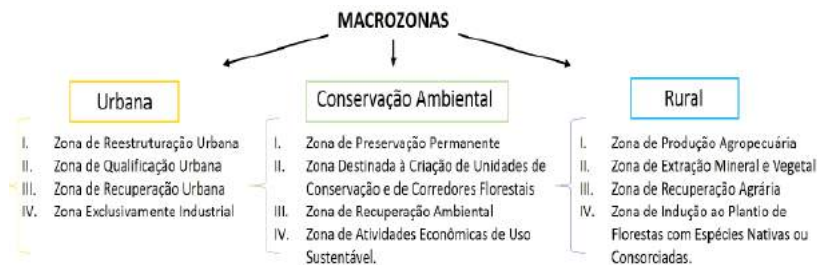 MACROZONAS
Urbana
I. Zona de Reestruturação Urbana
II. Zona de Qualificação Urbana
III. Zona de Recuperação Urbana
IV. Zona Exclusivamente Industrial
Conservação Ambiental
I. Zona de Preservação Permanente
II. Zona Destinada à Criação de Unidades de
Conservação e de Corredores Florestais
III. Zona de Recuperação Ambiental
IV. Zona de Atividades Econômicas de Uso
Sustentável.
Rural
I. Zona de Produção Agropecuária
II. Zona de Extração Mineral e Vegetal
III. Zona de Recuperação Agrária
IV. Zona de Indução ao Plantio de
Florestas com Espécies Nativas ou
Consorciadas.